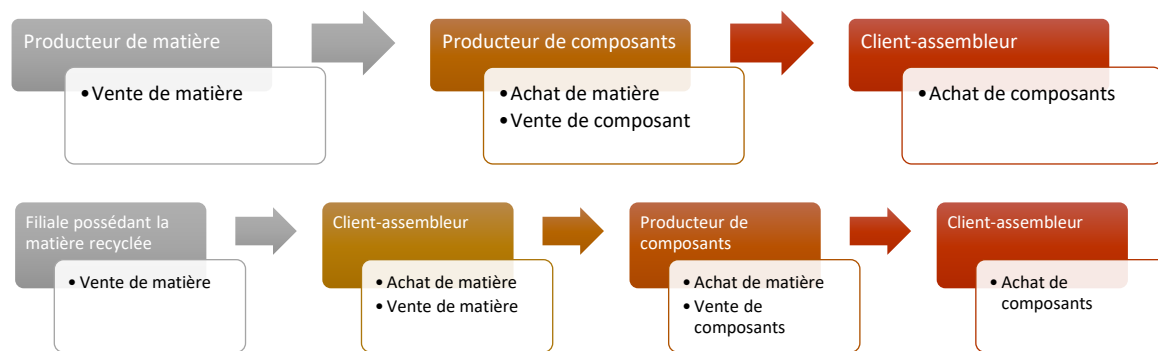 Producteur de matière
• Vente de matière
Producteur de composants
• Achat de matière
• Vente de composant
Client-assembleur
• Achat de composants
Filiale possédant la
matière recyclée
• Vente de matière
Client-assembleur
• Achat de matière
• Vente de matière
Producteur de
composants
• Achat de matière
• Vente de
composants
Client-assembleur
• Achat de
composants